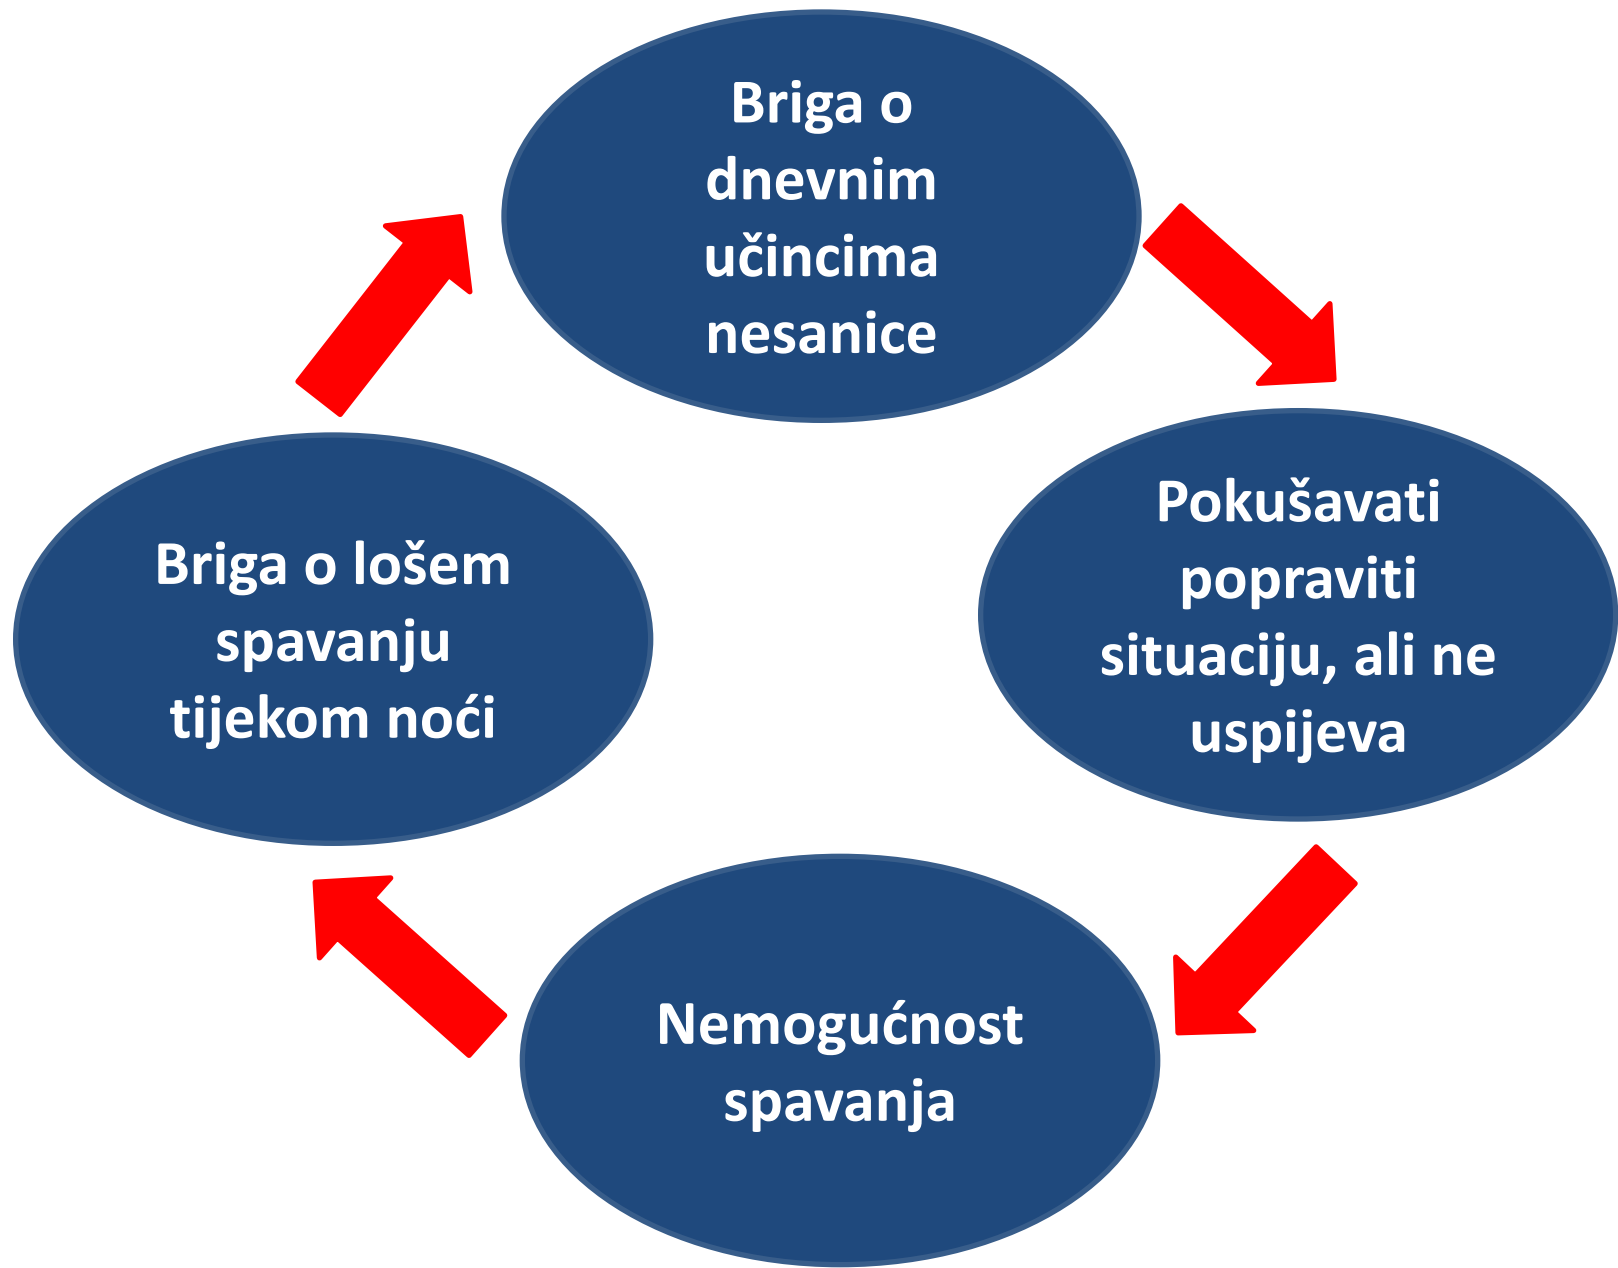 Briga o
dnevnim
učincima
nesanice
Pokušavati
popraviti
situaciju, ali ne
uspijeva
Briga o lošem
spavanju
tijekom noći
Nemogućnost
spavanja